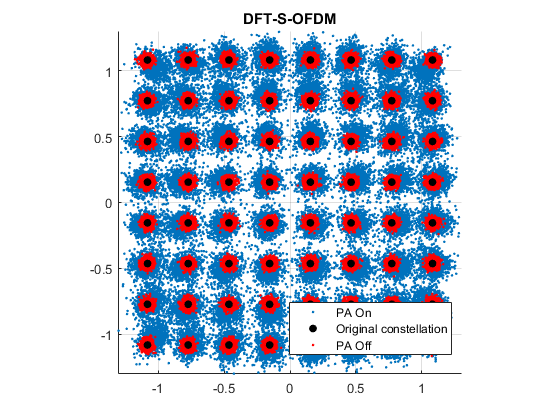 DFT-S-OFDM
1
0.5
0
-0.5
-1
PA On
Original constellation
PA Off
-1 -0.5 0 0.5 1